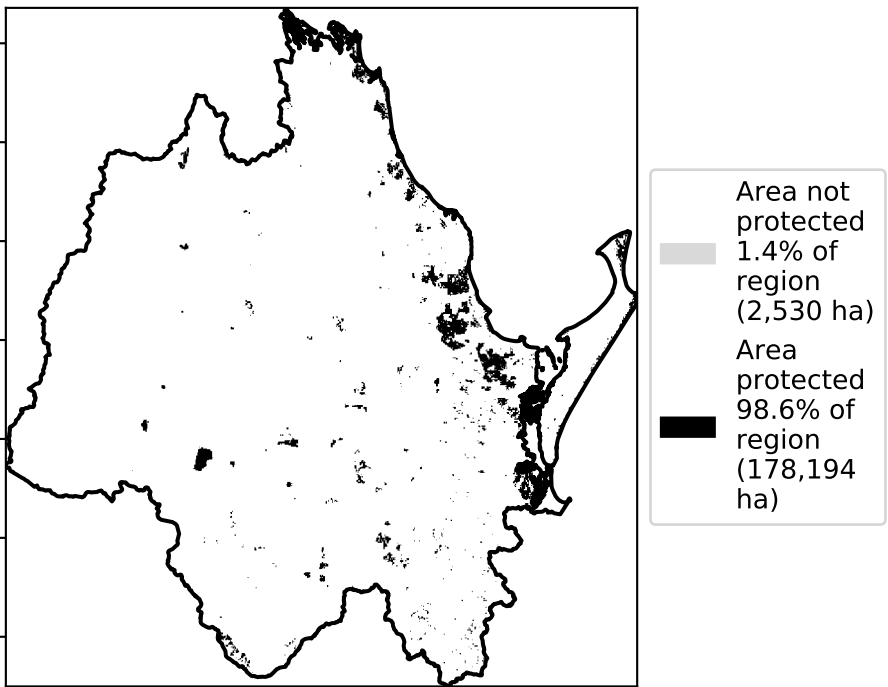 Area not
protected
1.4% of
region
(2,530 ha)
Area
protected
98.6% of
region
(178,194
ha)